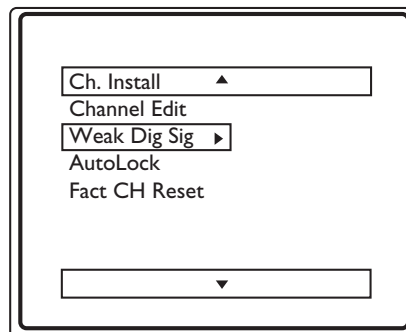 Ch. Install ▲
Channel Edit
Weak Dig Sig ▶
AutoLock
Fact CH Reset
▼